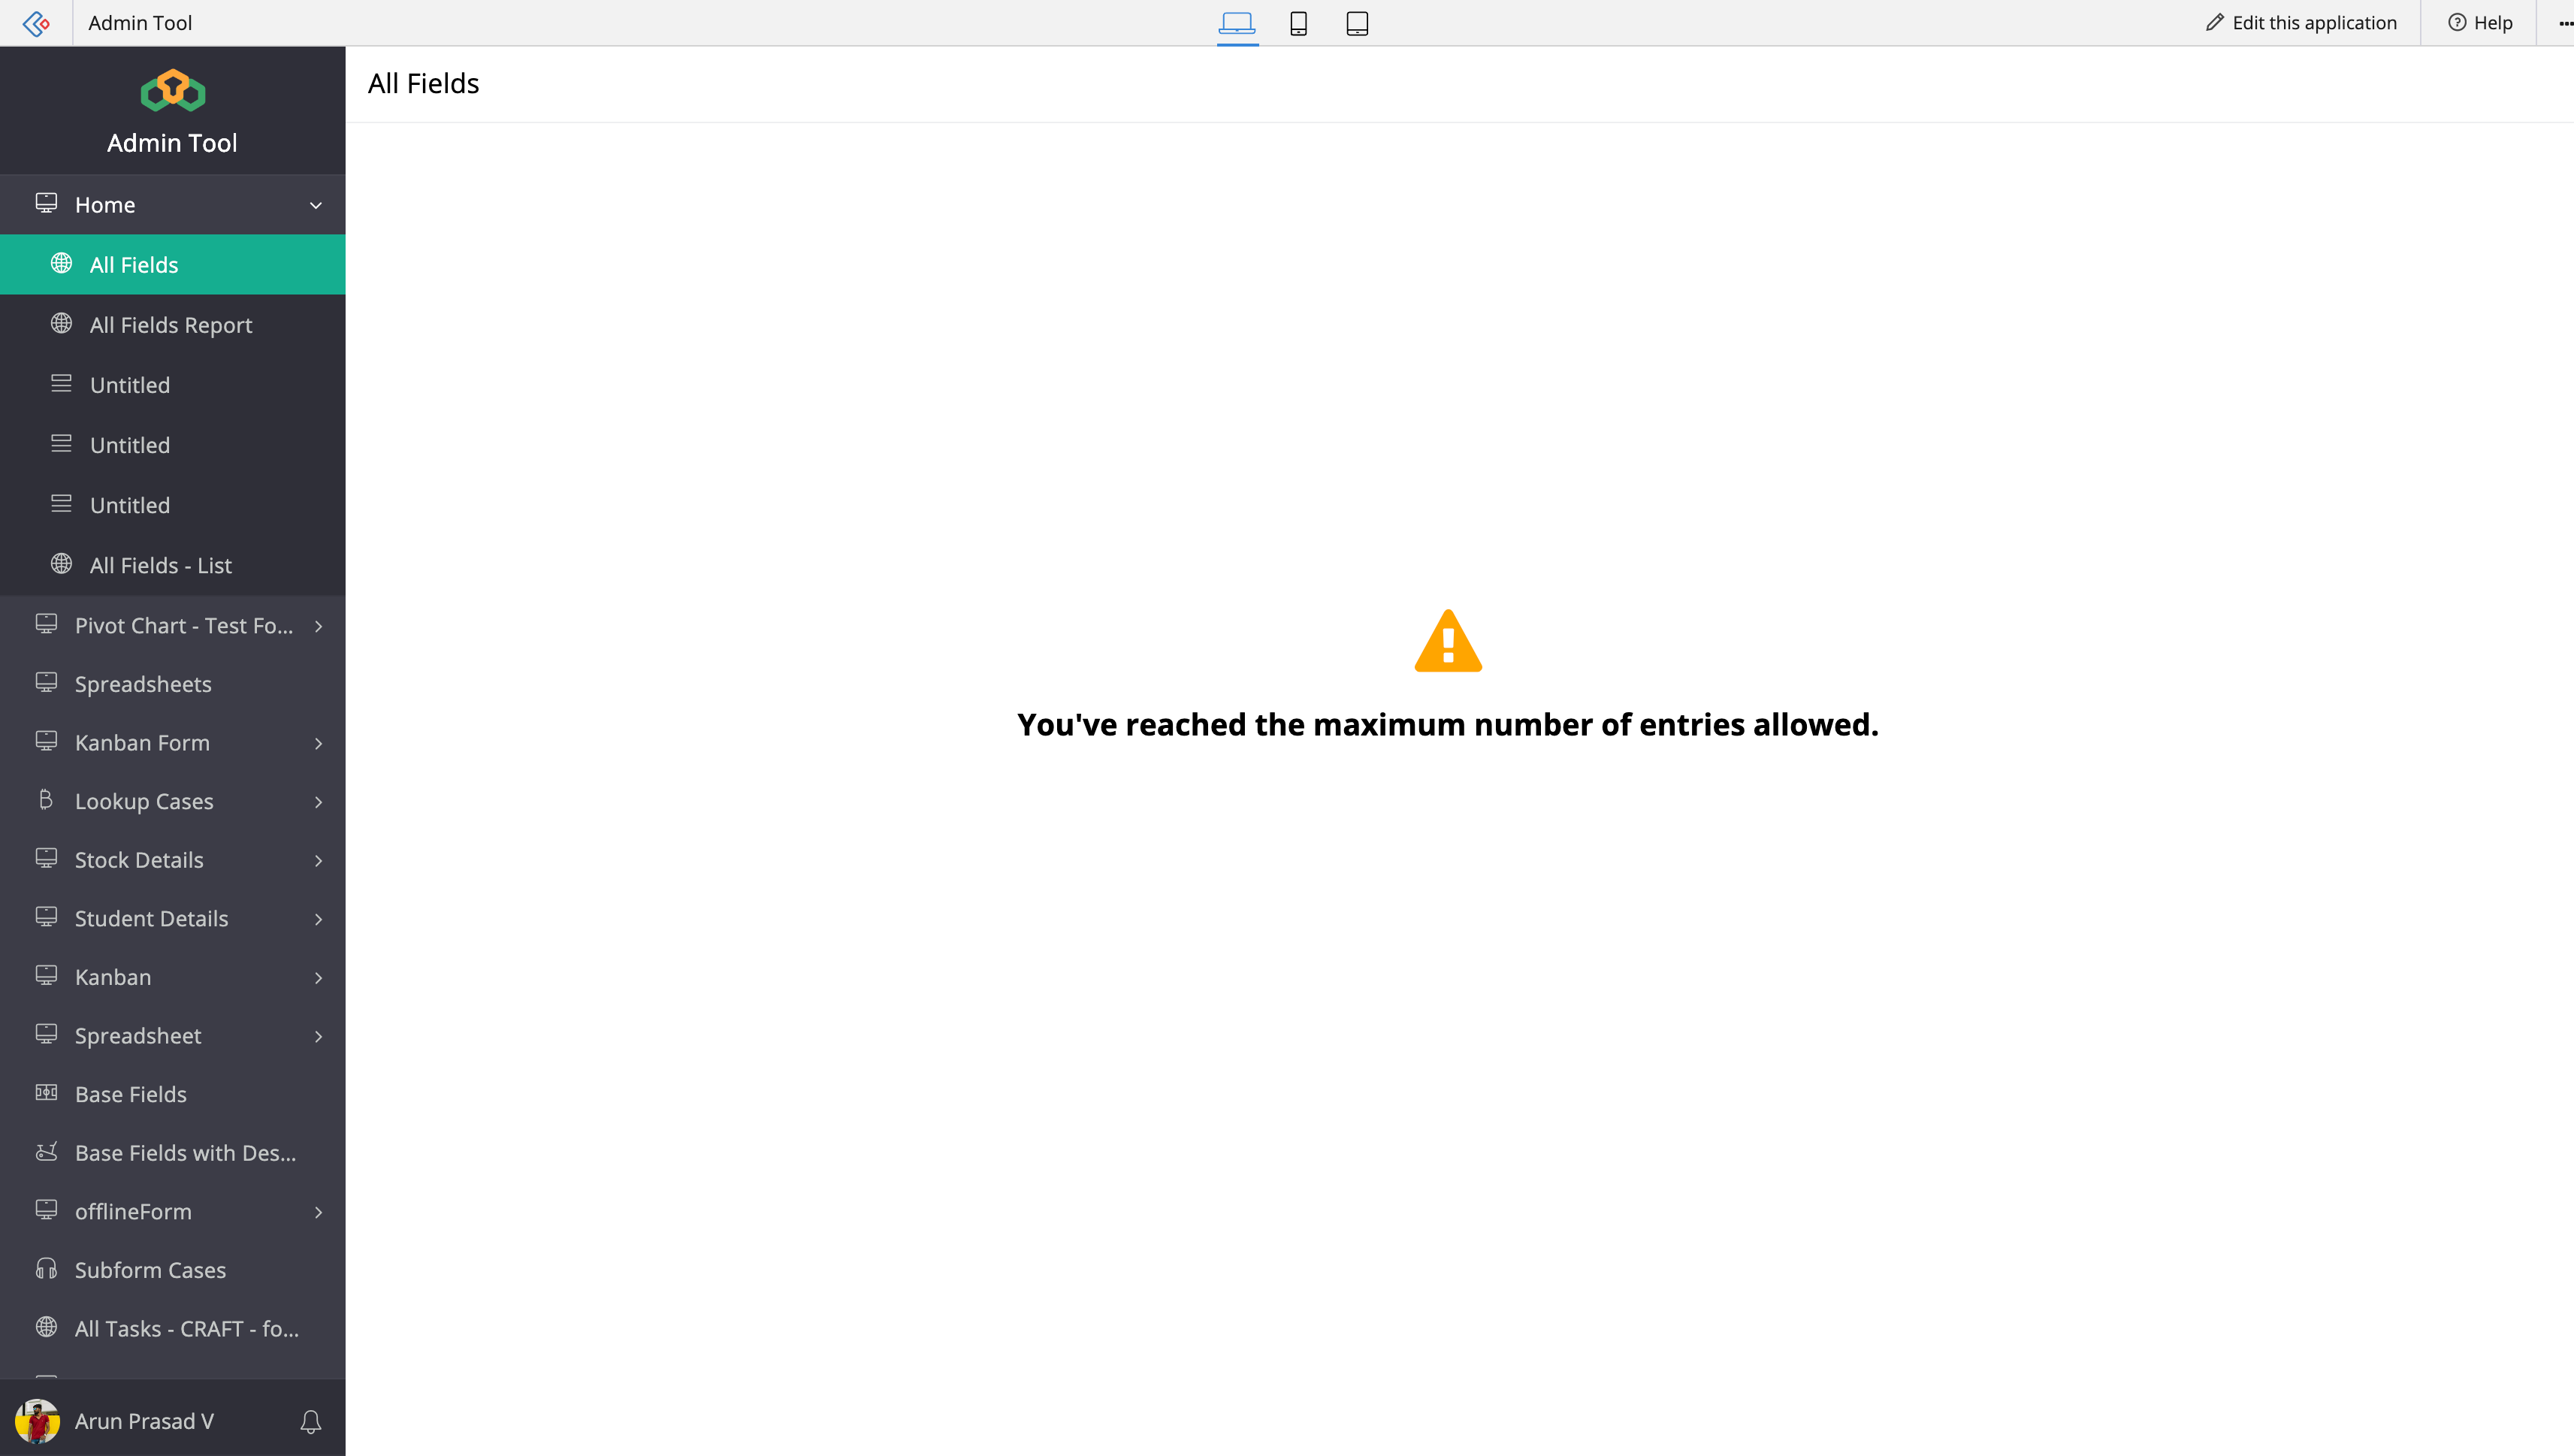 Admin Tool
Edit this application
Help
Admin Tool
Home
All Fields
All Fields Report
Untitled
Untitled
Untitled
All Fields - List
Pivot Chart - Test Fo...
Spreadsheets
Kanban Form
Lookup Cases
Stock Details
Student Details
Kanban
Spreadsheet
Base Fields
Base Fields with Des...
offlineForm
Subform Cases
All Tasks - CRAFT - fo...
Arun Prasad V
All Fields
You've reached the maximum number of entries allowed.